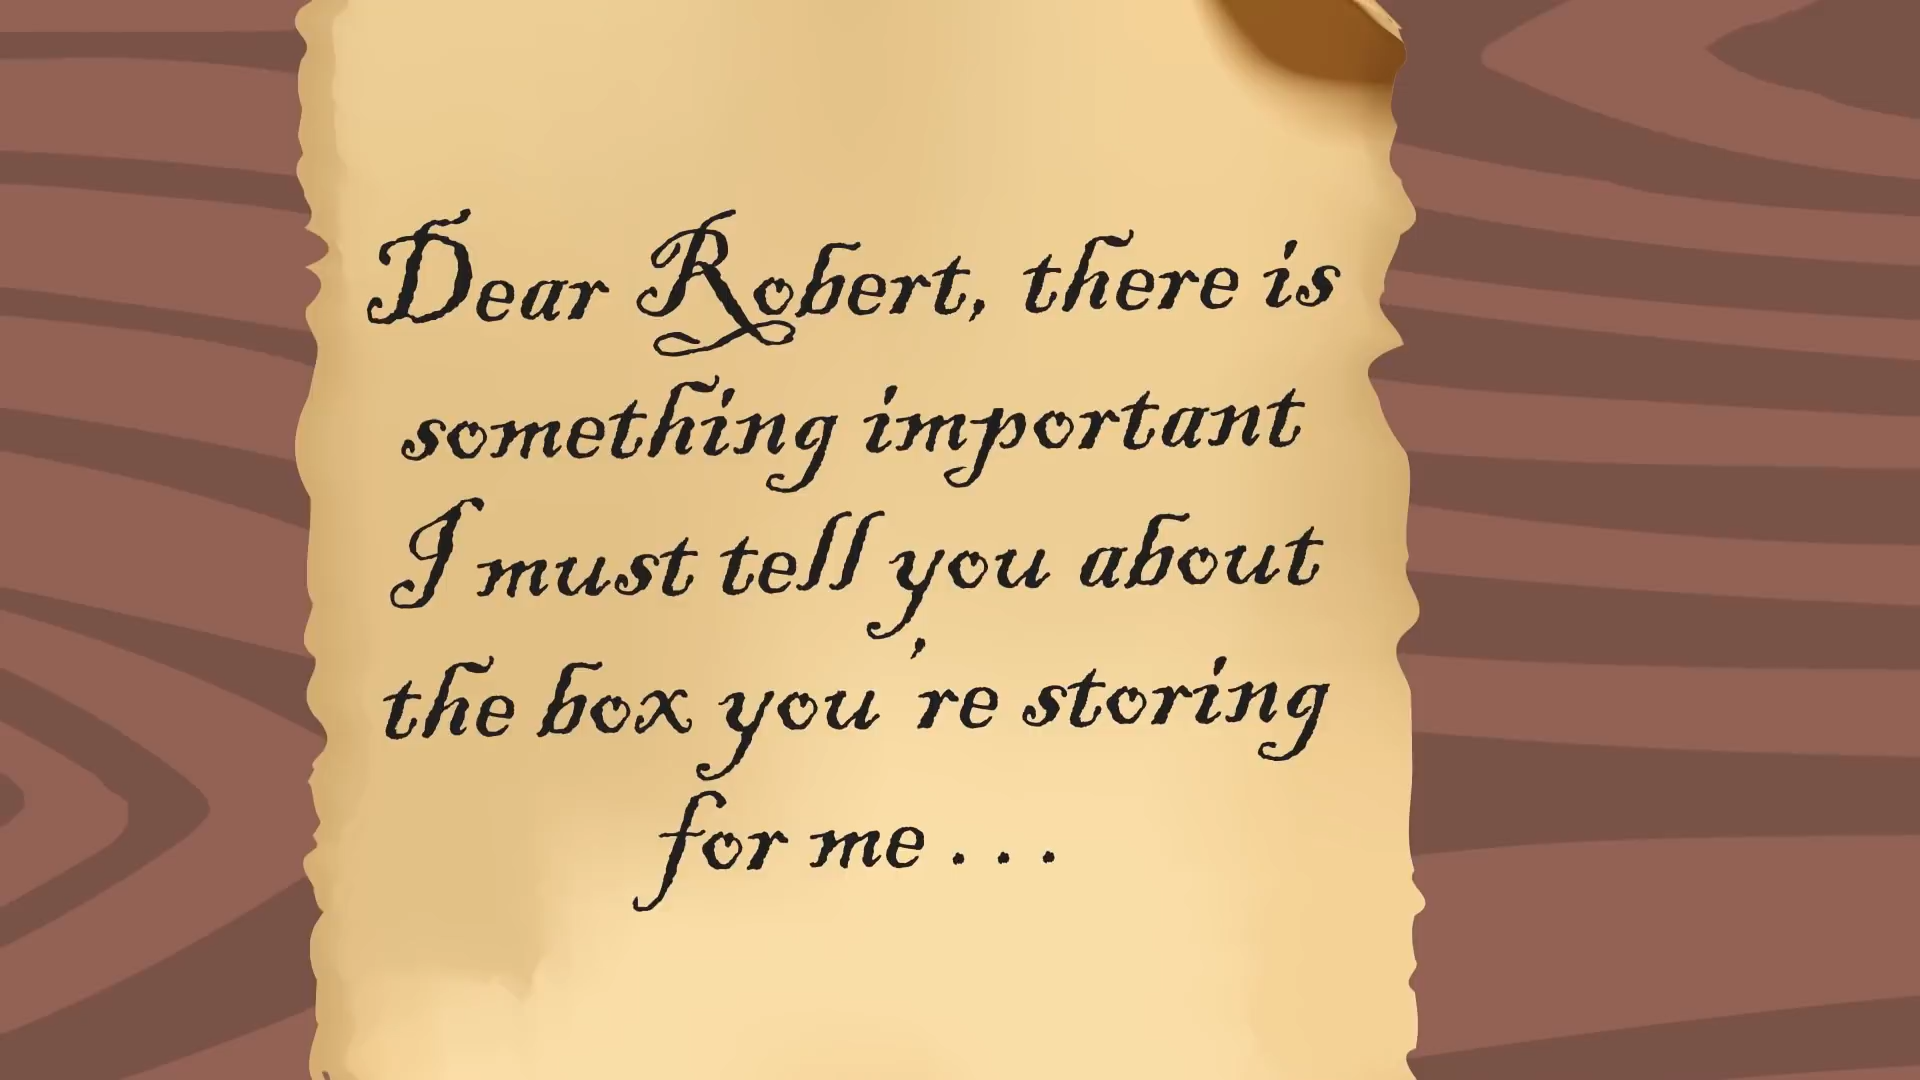 Dear Robert, there is
something important
I must tell you about
the box you're storing
for me...